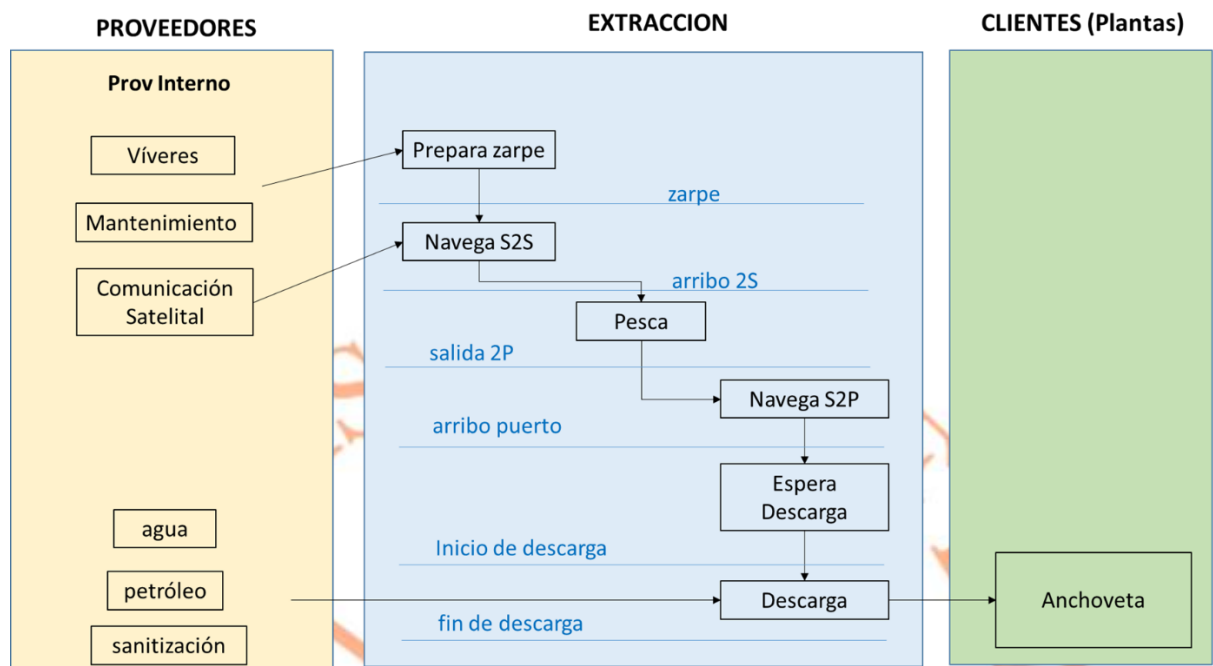 PROVEEDORES
EXTRACCION
CLIENTES (Plantas)
Prov Interno
Víveres
Prepara zarpe
zarpe
Mantenimiento
Navega S2S
Comunicación
Satelital
arribo 2S
Pesca
salida 2P
Navega S2P
arribo puerto
Espera
Descarga
agua
Inicio de descarga
petróleo
Descarga
Anchoveta
fin de descarga
sanitización